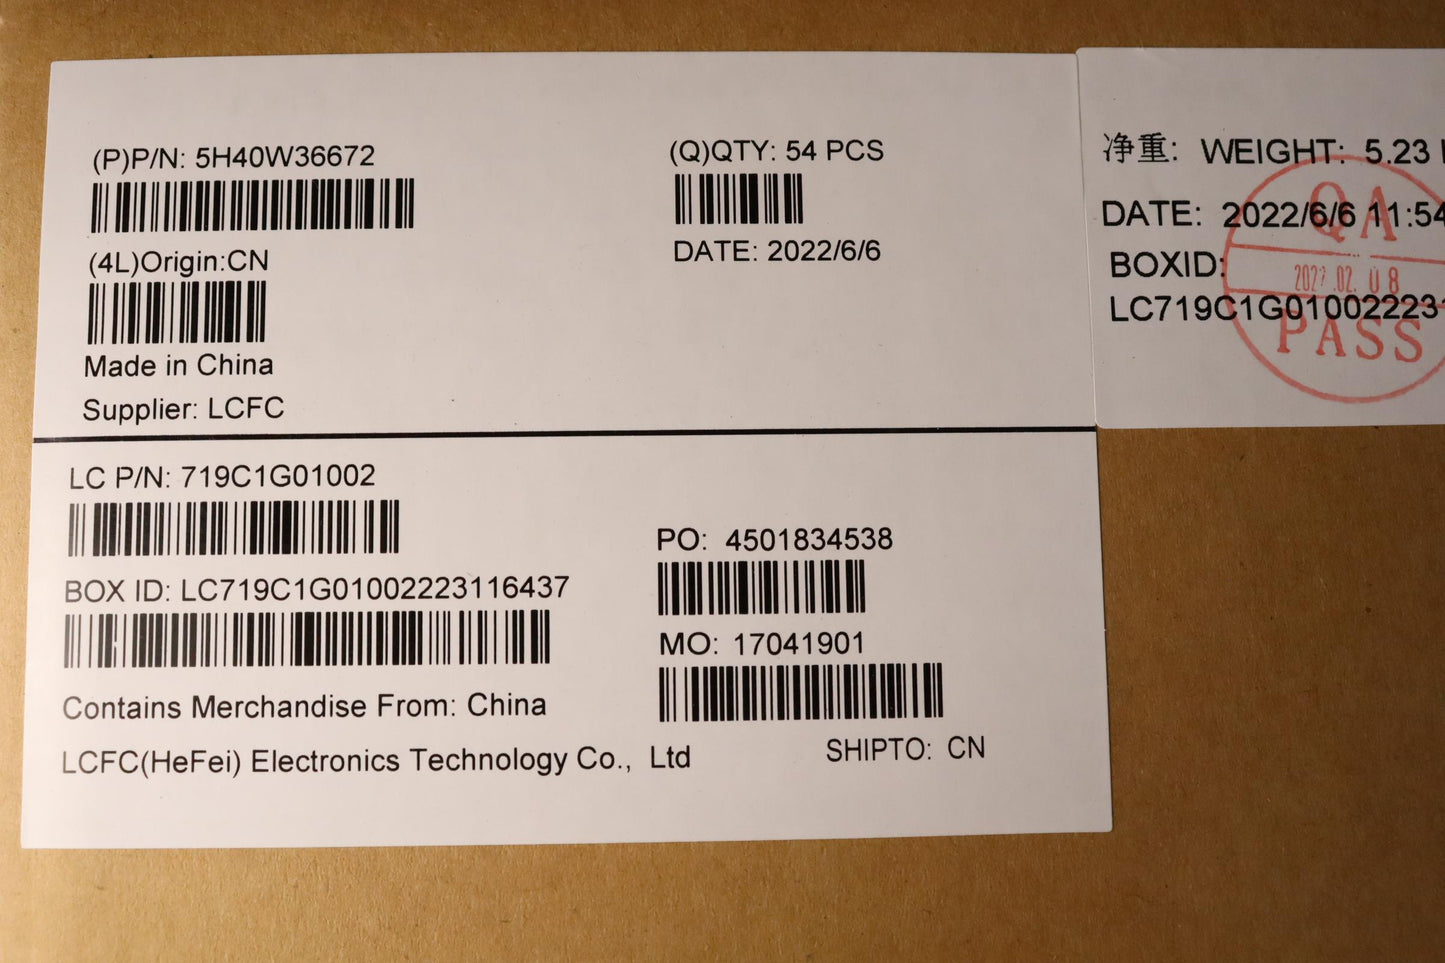 (P)P/N: 5H40W36672
(Q)QTY: 54 PCS
(4L)Origin:CN
DATE: 2022/6/6
Made in China
Supplier: LCFC
LC P/N: 719C1G01002
PO: 4501834538
BOX ID: LC719C1G01002223116437
MO: 17041901
Contains Merchandise From: China
LCFC(HeFei) Electronics Technology Co., Ltd
SHIPTO: CN
净重: WEIGHT: 5.23
DATE: 2022/6/6 11:54
BOXID:
LC719C1G010022231
QA
PASS